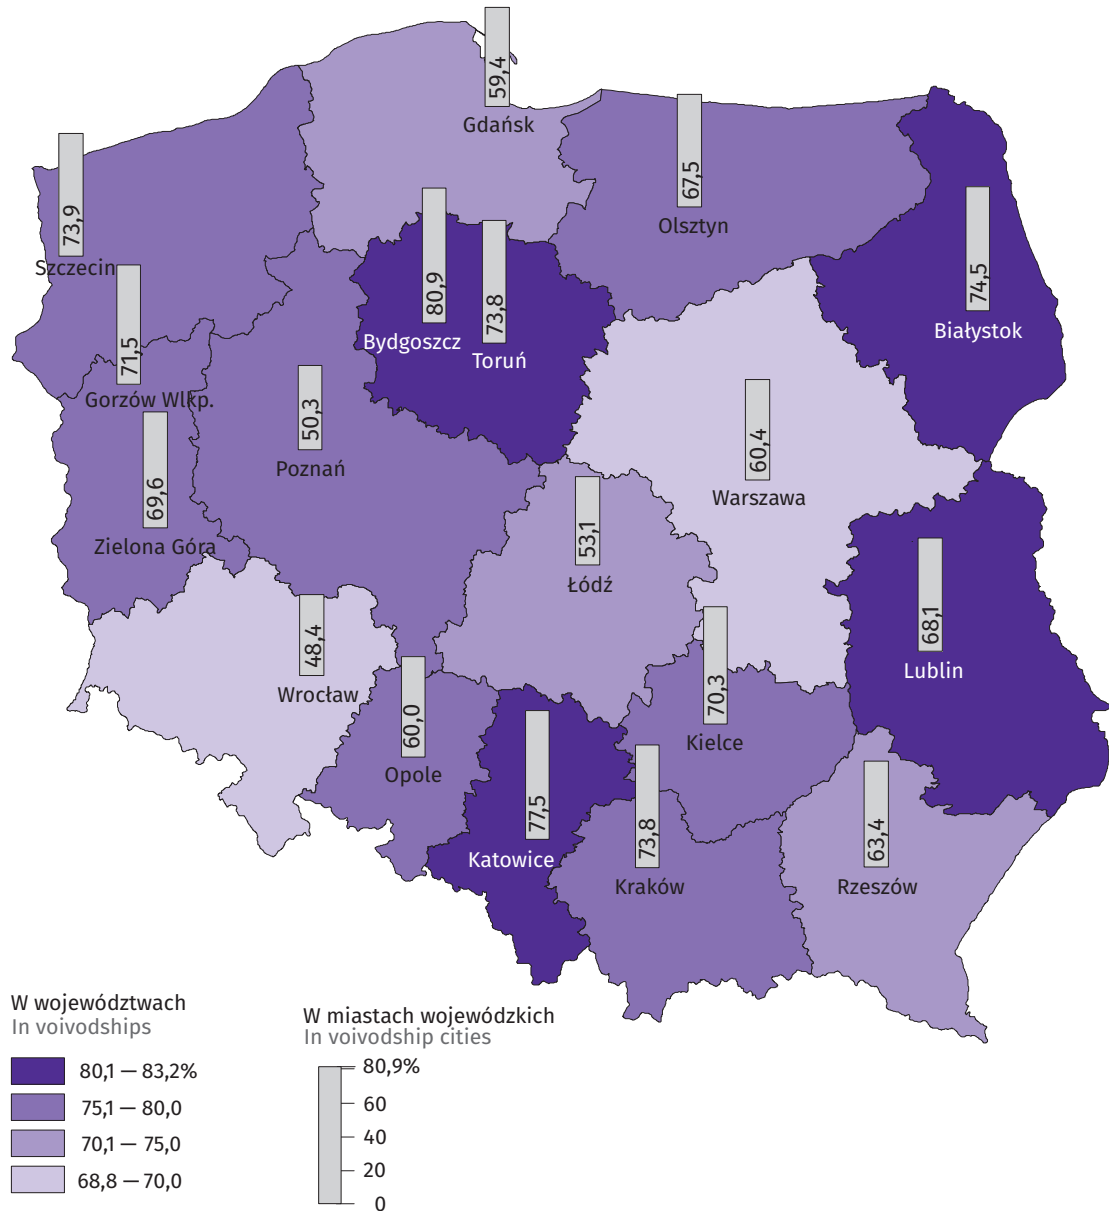 59,4
Gdańsk
67,5
Olsztyn
73,9
Szczecin
74,5
Białystok
80,9
Bydgoszcz
73,8
Toruń
71,5
Gorzów Wlkp.
50,3
Poznań
60,4
Warszawa
69,6
Zielona Góra
53,1
Łódź
68,1
Lublin
48,4
Wrocław
70,3
Kielce
60,0
Opole
77,5
Katowice
73,8
Kraków
63,4
Rzeszów
W województwach
In voivodships
80,1 — 83,2%
75,1 — 80,0
70,1 — 75,0
68,8 — 70,0
W miastach wojewódzkich
In voivodship cities
80,9%
60
40
20
0